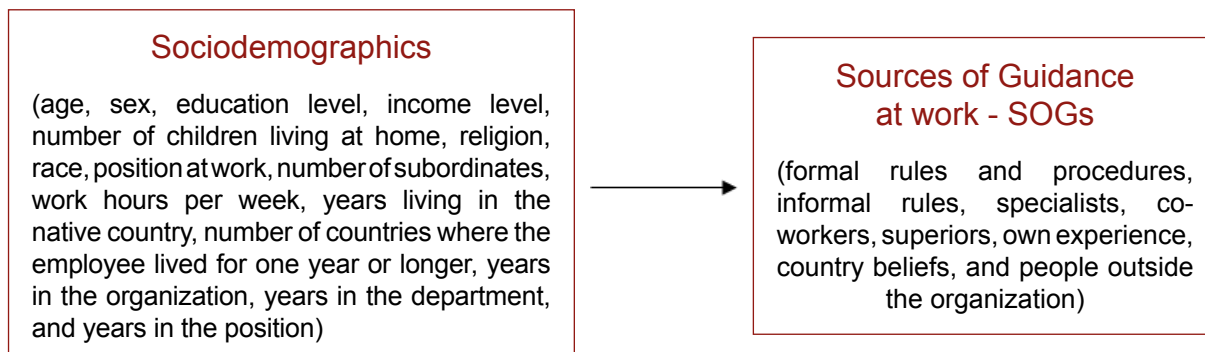 Sociodemographics
(age, sex, education level, income level,
number of children living at home, religion,
race, position at work, number of subordinates,
work hours per week, years living in the
native country, number of countries where the
employee lived for one year or longer, years
in the organization, years in the department,
and years in the position)
Sources of Guidance
at work - SOGs
(formal rules and procedures,
informal rules, specialists, co-
workers, superiors, own experience,
country beliefs, and people outside
the organization)